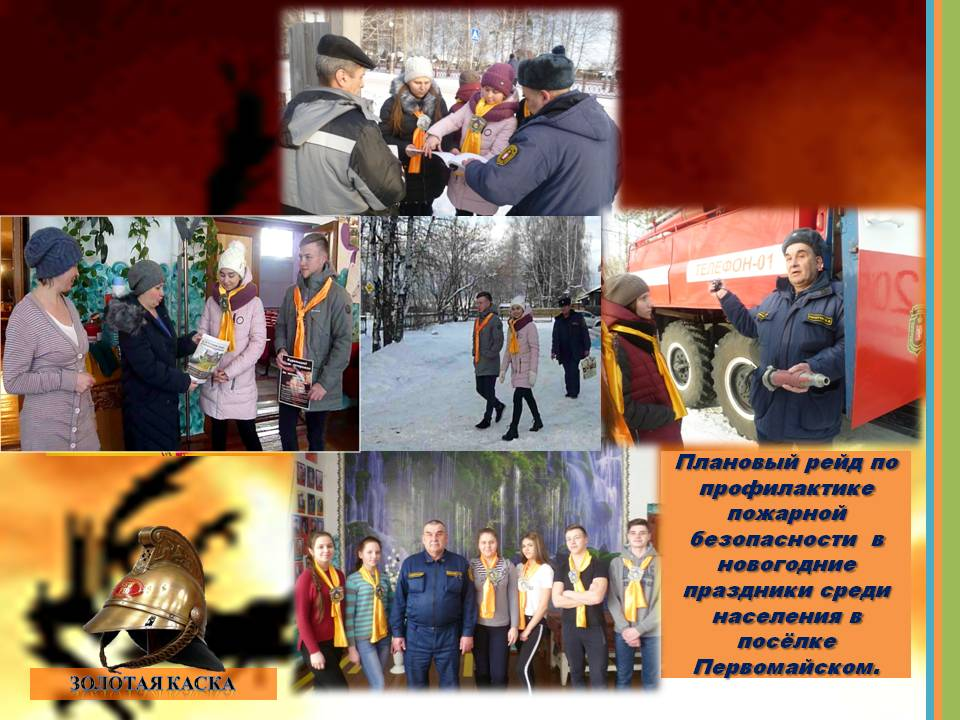 ТЕЛЕФОН-01
Плановый рейд по
профилактике
пожарной
безопасности  в
новогодние
праздники среди
населения в
посёлке
Первомайском.
ЗОЛОТАЯ КАСКА